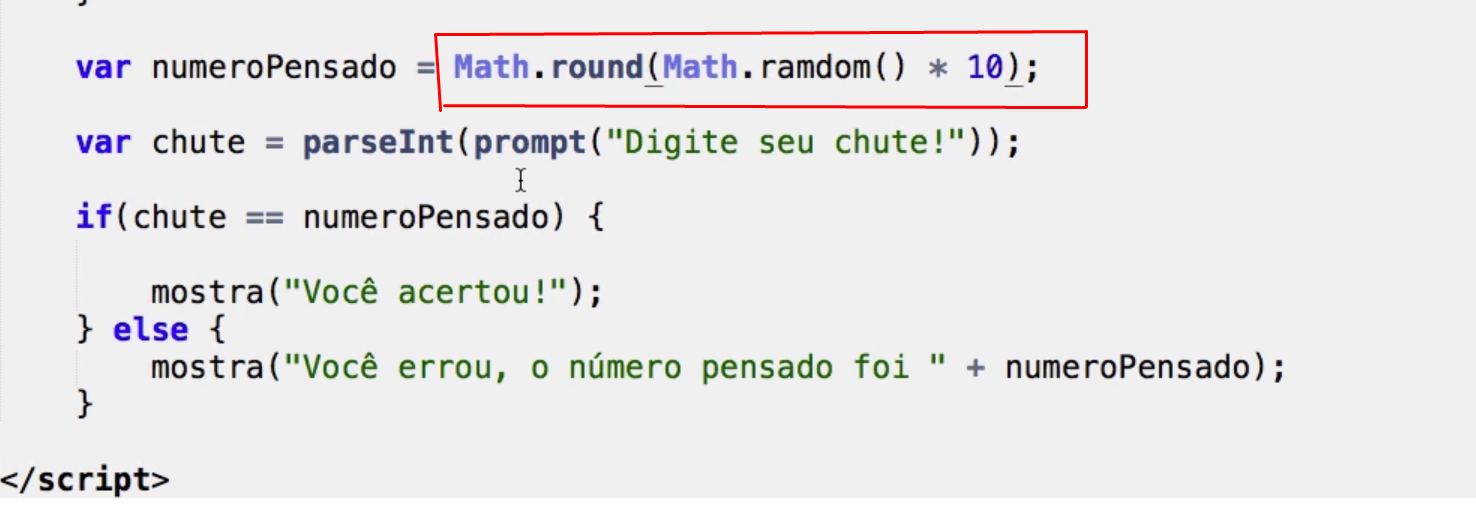 var numeroPensado = Math.round(Math.ramdom() * 10);
var chute = parseInt(prompt("Digite seu chute!"));
if(chute == numeroPensado) {
mostra("Você acertou!");
} else {
mostra("Você errou, o número pensado foi " + numeroPensado);
}
</script>